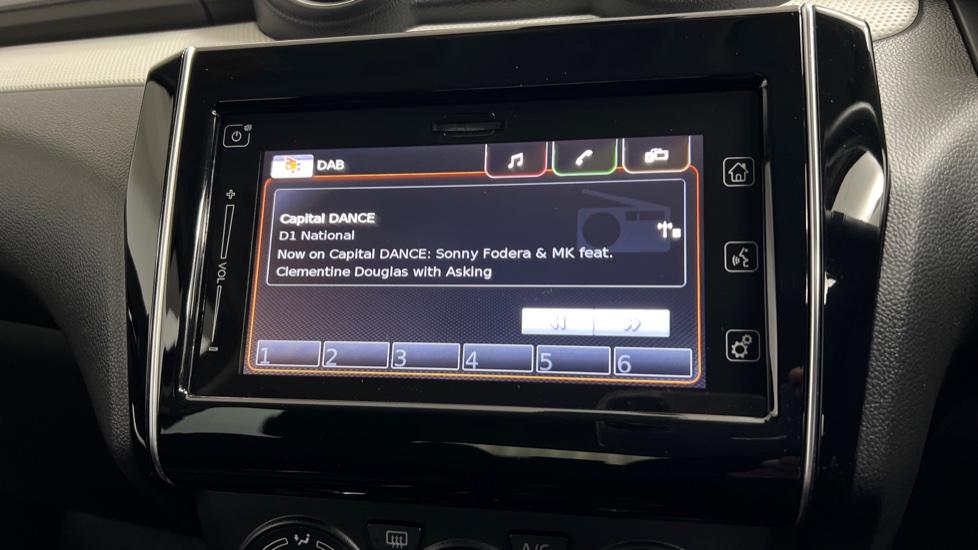 DAB
Capital DANCE
D1 National
Now on Capital DANCE: Sonny Fodera & MK feat.
Clementine Douglas with Asking
+
VOL
-
1 2 3 4 5 6
A/C